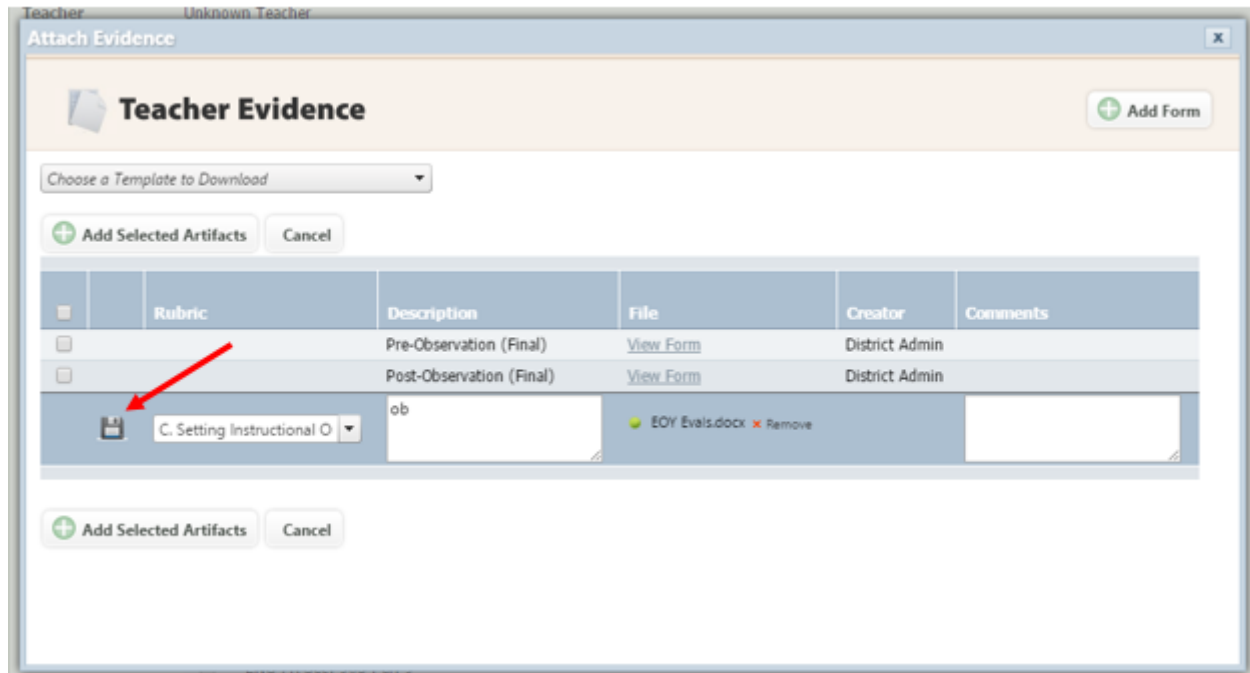 Teacher Unknown Teacher
Attach Evidence x
Teacher Evidence
Add Form
Choose a Template to Download
Add Selected Artifacts Cancel
Rubric Description File Creator Comments
Pre-Observation (Final) View Form District Admin
Post-Observation (Final) View Form District Admin
C. Setting Instructional O ob EOY Evals.docx x Remove
Add Selected Artifacts Cancel